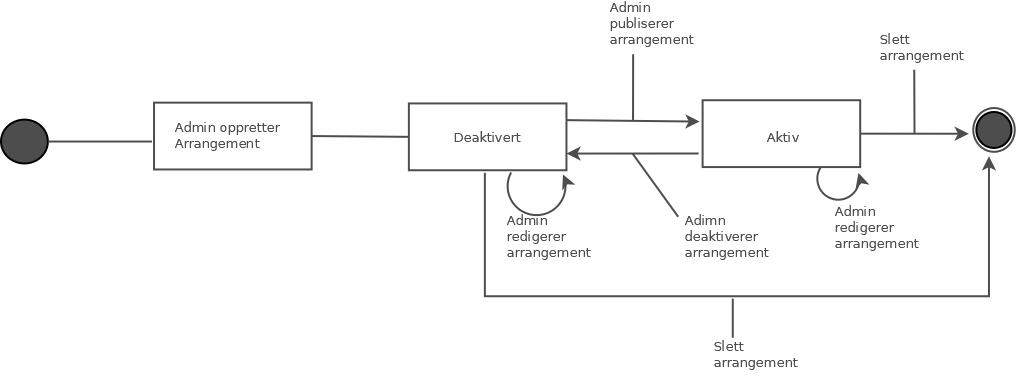 Admin
publiserer
arrangement
Slett
arrangement
Admin oppretter
Arrangement
Deaktivert
Aktiv
Admin
redigerer
arrangement
Adimn
deaktiverer
arrangement
Admin
redigerer
arrangement
Slett
arrangement